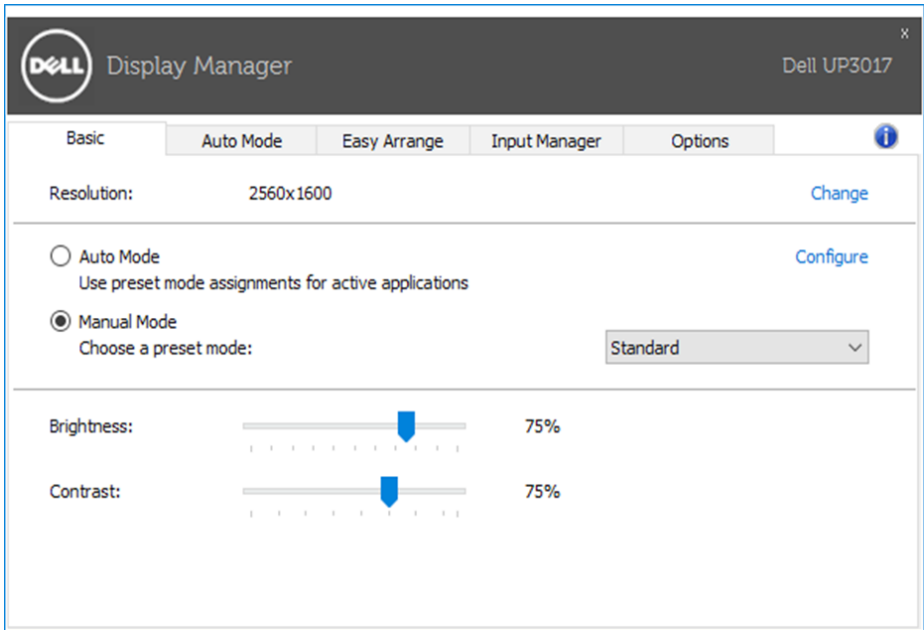 x
DELL Display Manager Dell UP3017
Basic Auto Mode Easy Arrange Input Manager Options i
Resolution: 2560x1600 Change
Auto Mode Configure
Use preset mode assignments for active applications
Manual Mode
Choose a preset mode: Standard
Brightness: 75%
Contrast: 75%